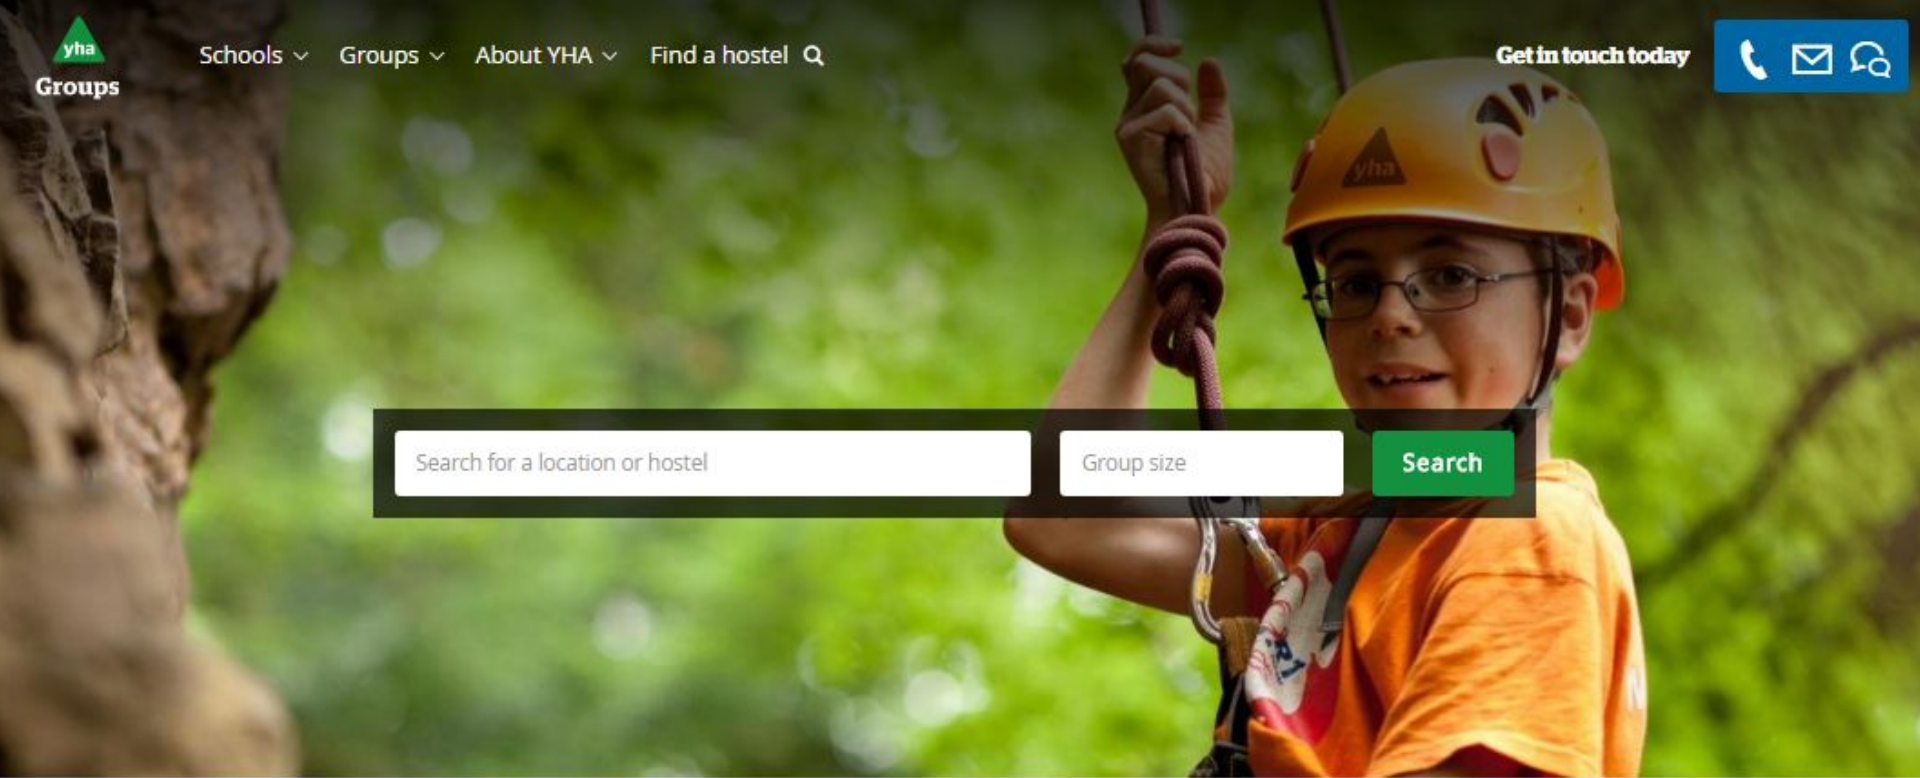 yha
Groups
Schools
Groups
About YHA
Find a hostel
Get in touch today
yha
Search for a location or hostel
Group size
Search